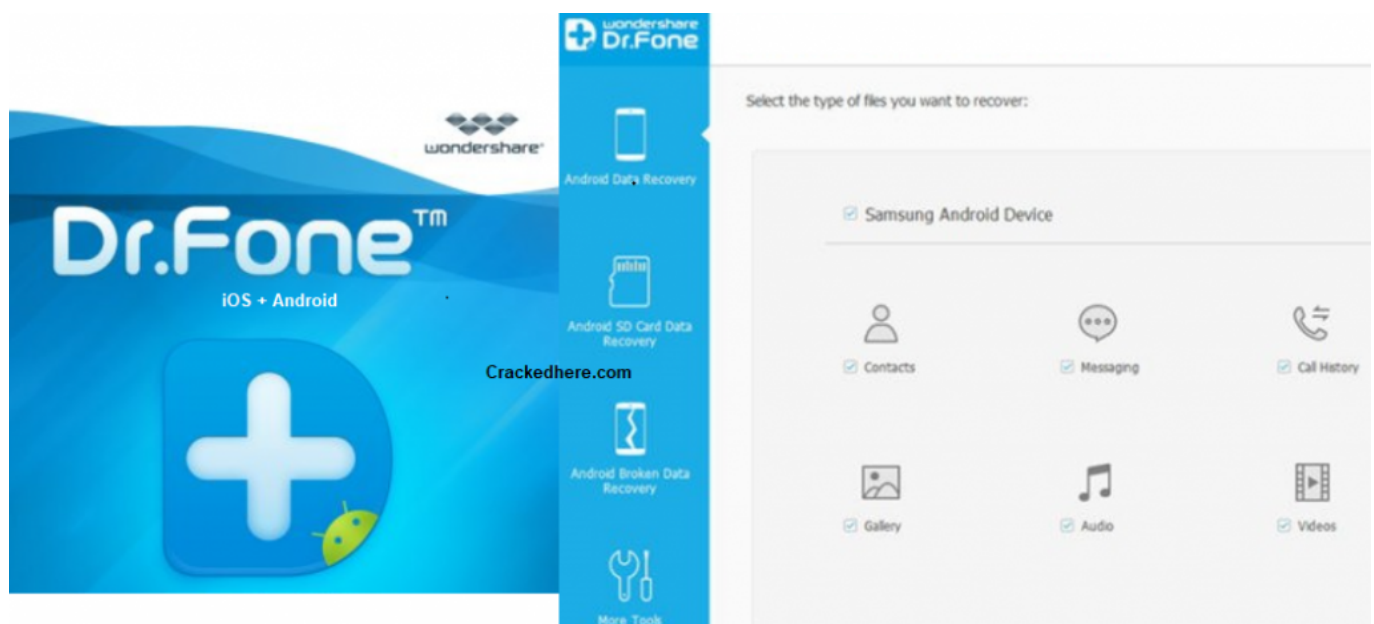 wondershare
Dr.Fone™
iOS + Android
Crackedhere.com
wondershare
Dr.Fone
Android Data Recovery
Android SD Card Data
Recovery
Android Broken Data
Recovery
More Tools
Select the type of files you want to recover:
Samsung Android Device
Contacts
Messaging
Call History
Gallery
Audio
Videos